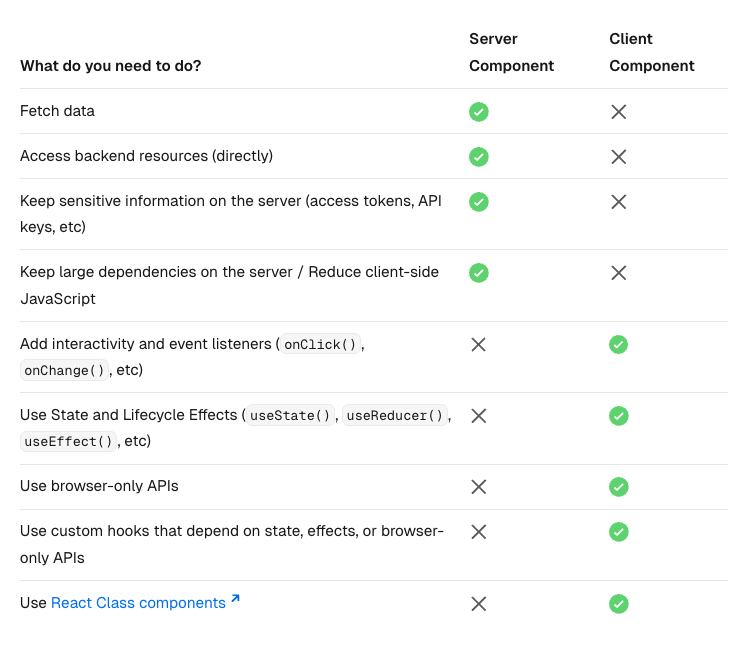 Server Client
What do you need to do? Component Component
Fetch data
Access backend resources (directly)
Keep sensitive information on the server (access tokens, API
keys, etc)
Keep large dependencies on the server / Reduce client-side
JavaScript
Add interactivity and event listeners ( onClick() ,
onChange() , etc)
Use State and Lifecycle Effects ( useState() , useReducer() ,
useEffect() , etc)
Use browser-only APIs
Use custom hooks that depend on state, effects, or browser-
only APIs
Use React Class components